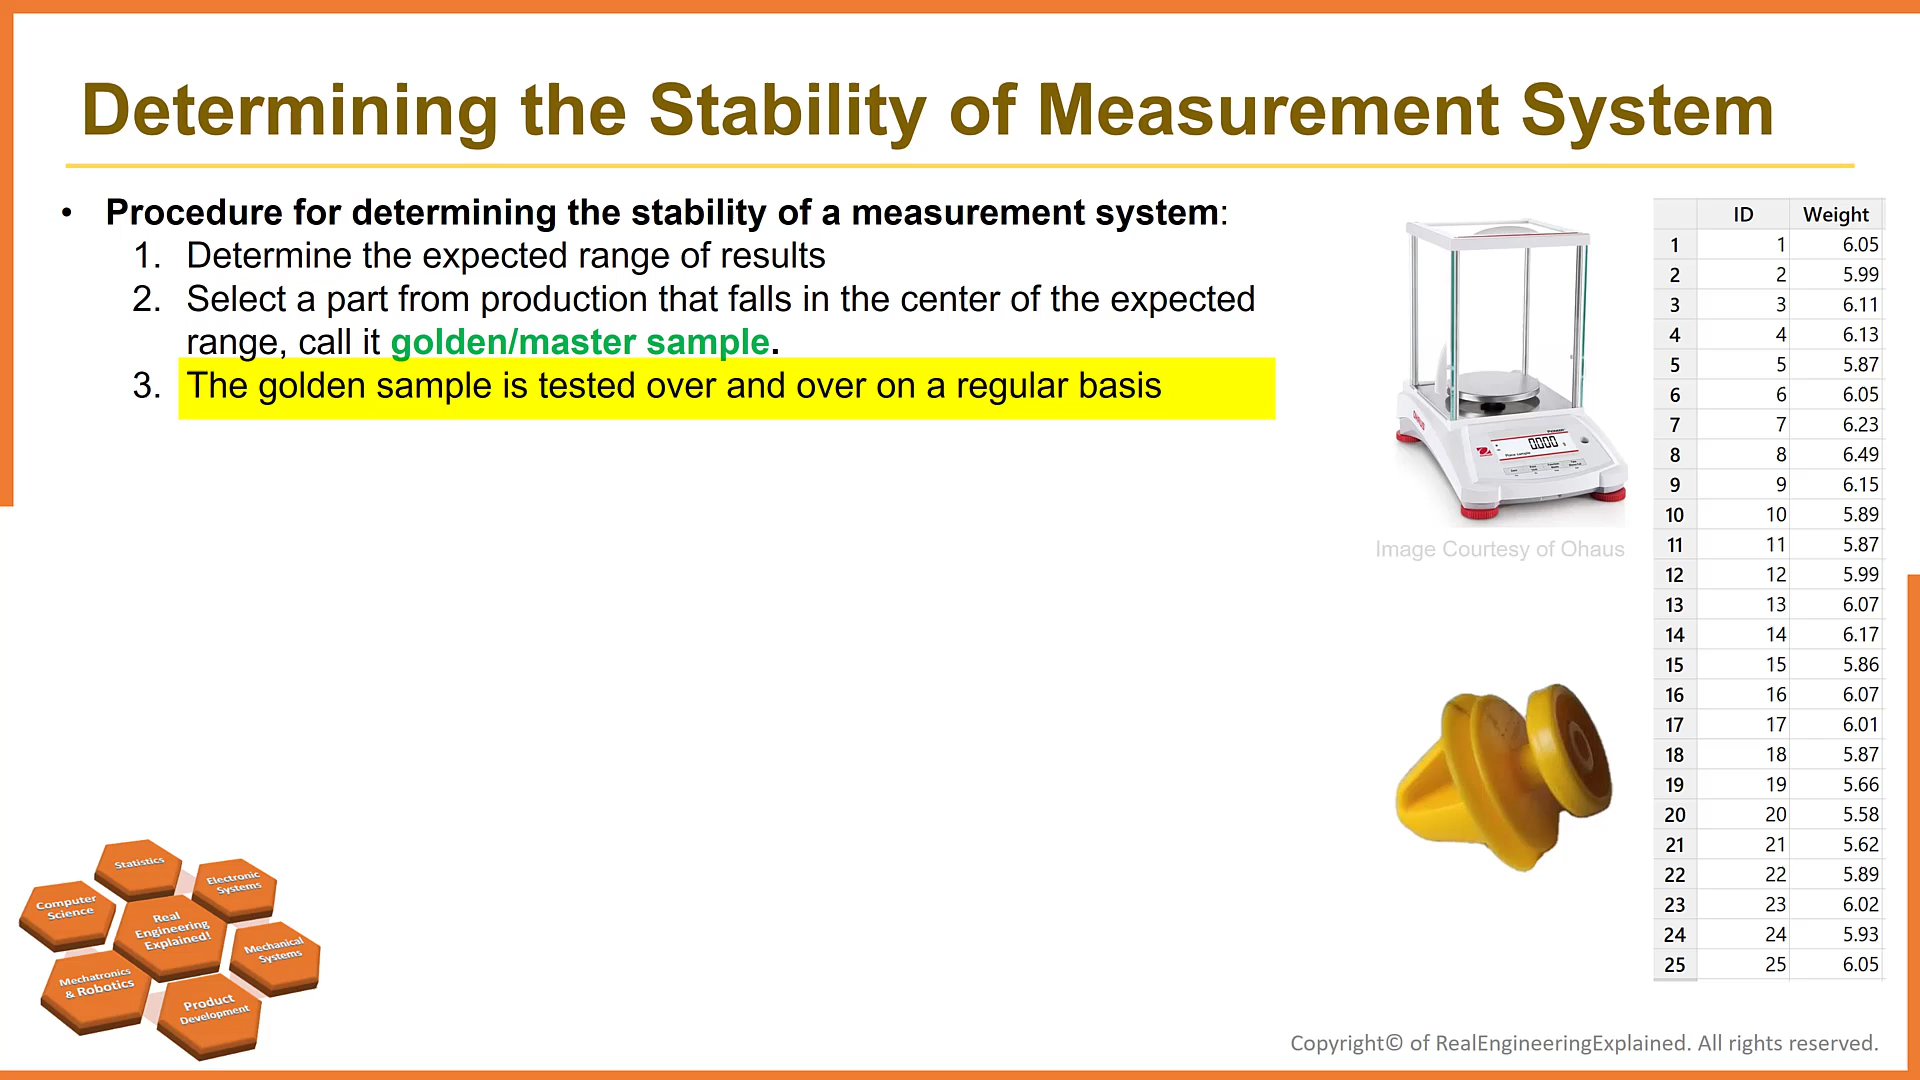 Determining the Stability of Measurement System
• Procedure for determining the stability of a measurement system:
1. Determine the expected range of results
2. Select a part from production that falls in the center of the expected
range, call it golden/master sample.
3. The golden sample is tested over and over on a regular basis
0.000
Image Courtesy of Ohaus
ID Weight
1 1 6.05
2 2 5.99
3 3 6.11
4 4 6.13
5 5 5.87
6 6 6.05
7 7 6.23
8 8 6.49
9 9 6.15
10 10 5.89
11 11 5.87
12 12 5.99
13 13 6.07
14 14 6.17
15 15 5.86
16 16 6.07
17 17 6.01
18 18 5.87
19 19 5.66
20 20 5.58
21 21 5.62
22 22 5.89
23 23 6.02
24 24 5.93
25 25 6.05
Statistics
Electronic
Systems
Computer
Science
Real
Engineering
Explained!
Mechanical
Systems
Mechatronics
& Robotics
Product
Development
Copyright© of RealEngineeringExplained. All rights reserved.